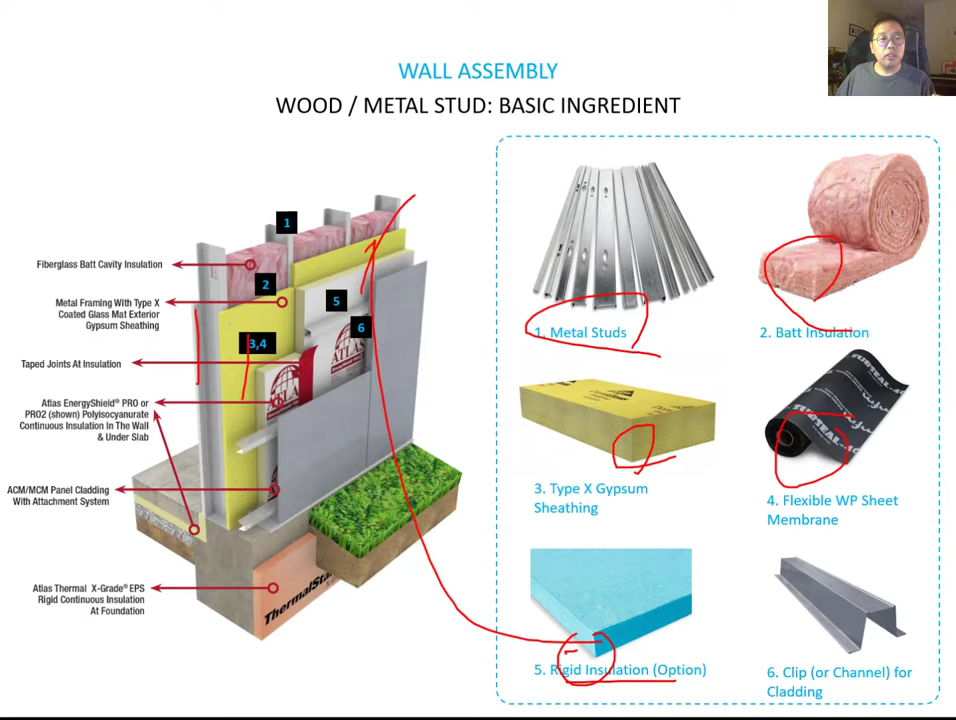 WALL ASSEMBLY
WOOD / METAL STUD: BASIC INGREDIENT
1
Fiberglass Batt Cavity Insulation
2
Metal Framing With Type X
Coated Glass Mat Exterior
Gypsum Sheathing
5
6
3,4
Taped Joints At Insulation
ATLAS
Atlas EnergyShield® PRO or
PRO2 (shown) Polyisocyanurate
Continuous Insulation In The Wall
& Under Slab
ACM/MCM Panel Cladding
With Attachment System
Atlas Thermal X-Grade® EPS
Rigid Continuous Insulation
At Foundation
1. Metal Studs
2. Batt Insulation
3. Type X Gypsum
Sheathing
4. Flexible WP Sheet
Membrane
5. Rigid Insulation (Option)
6. Clip (or Channel) for
Cladding